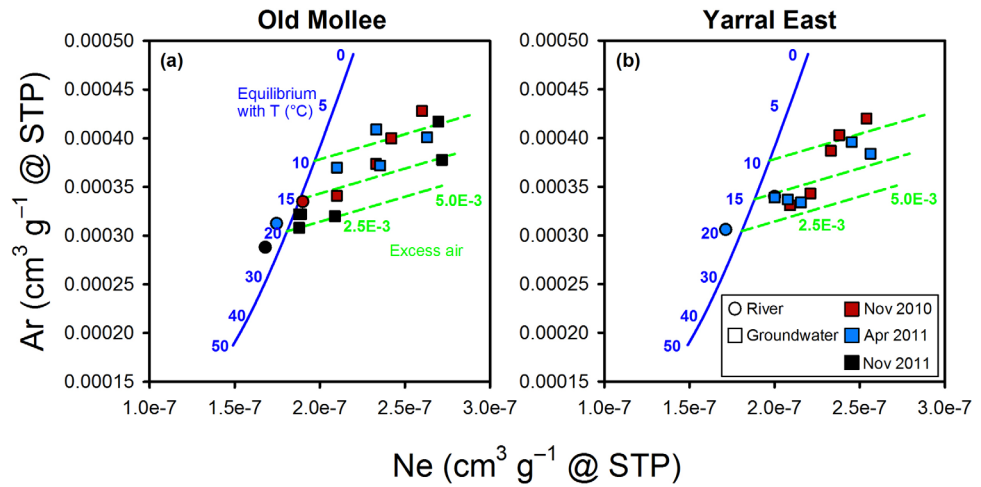 Old Mollee
Yarral East
Ar (cm³ g⁻¹ @ STP)
0.00050
0.00045
0.00040
0.00035
0.00030
0.00025
0.00020
0.00015
(a)
Equilibrium
with T (°C)
0
5
10
15
20
30
40
50
5.0E-3
2.5E-3
Excess air
1.0e-7 1.5e-7 2.0e-7 2.5e-7 3.0e-7
0.00050
0.00045
0.00040
0.00035
0.00030
0.00025
0.00020
0.00015
(b)
0
5
10
15
20
30
40
50
5.0E-3
2.5E-3
River
Groundwater
Nov 2010
Apr 2011
Nov 2011
1.0e-7 1.5e-7 2.0e-7 2.5e-7 3.0e-7
Ne (cm³ g⁻¹ @ STP)